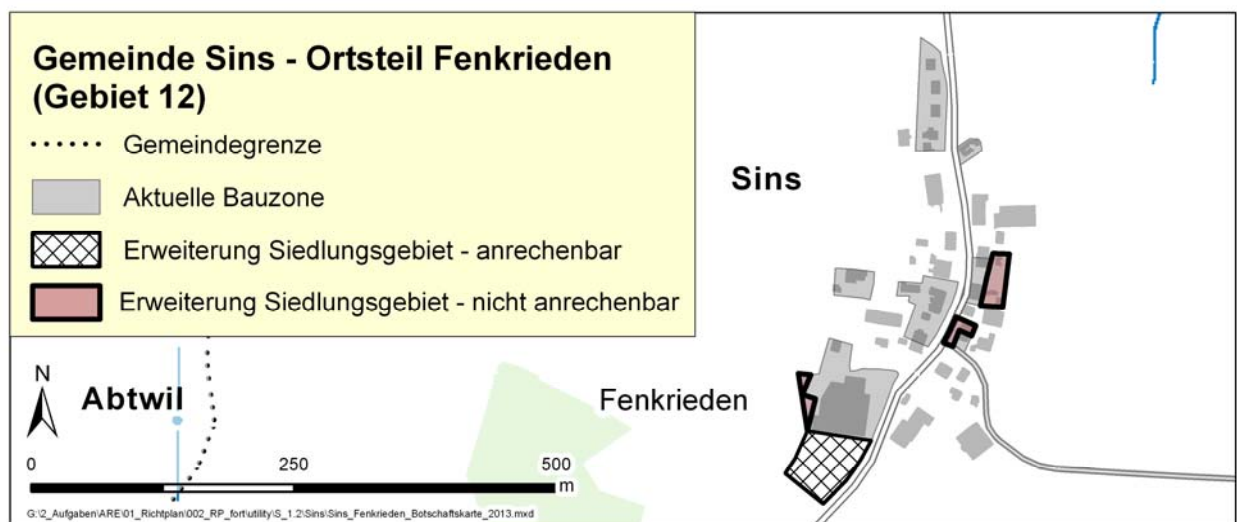 Gemeinde Sins - Ortsteil Fenkrieden
(Gebiet 12)
Gemeindegrenze
Aktuelle Bauzone
Erweiterung Siedlungsgebiet - anrechenbar
Erweiterung Siedlungsgebiet - nicht anrechenbar
Sins
N
Abtwil
Fenkrieden
0 250 500
m
G:\2_Aufgaben\ARE\01_Richtplan\002_RP_fort\utility\S_1.2\Sins\Sins_Fenkrieden_Botschaftskarte_2013.mxd